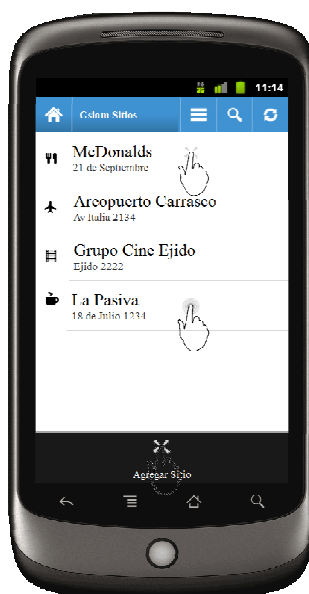 11:14
Gslam Sitios
McDonalds
21 de Septiembre
Areopuerto Carrasco
Av Italia 2134
Grupo Cine Ejido
Ejido 2222
La Pasiva
18 de Julio 1234
Agregar Sitio